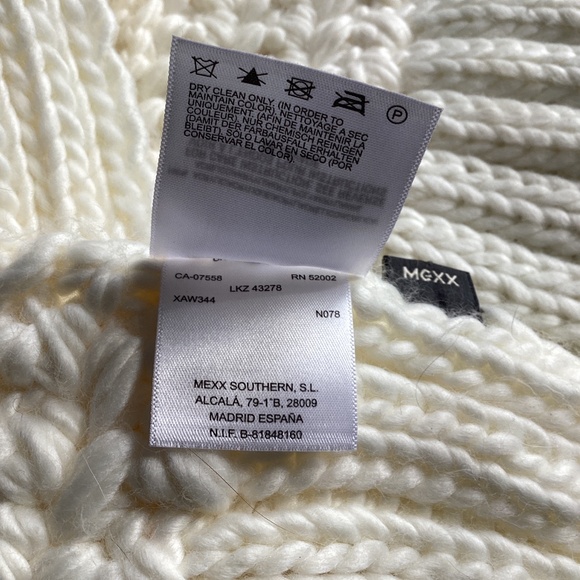 P
DRY CLEAN ONLY. (IN ORDER TO
MAINTAIN COLOR). NETTOYAGE A SEC
UNIQUEMENT. (AFIN DE MAINTENIR LA
COULEUR). NUR CHEMISCH REINIGEN
(DAMIT DER FARBAUSFALL ERHALTEN
BLEIBT). SOLO LAVAR EN SECO (POR
CONSERVAR EL COLOR).
MEXX
CA-07558 RN 52002
LKZ 43278
XAW344
N078
MEXX SOUTHERN, S.L.
ALCALÁ, 79-1°B, 28009
MADRID ESPAÑA
N.I.F. B-81848160